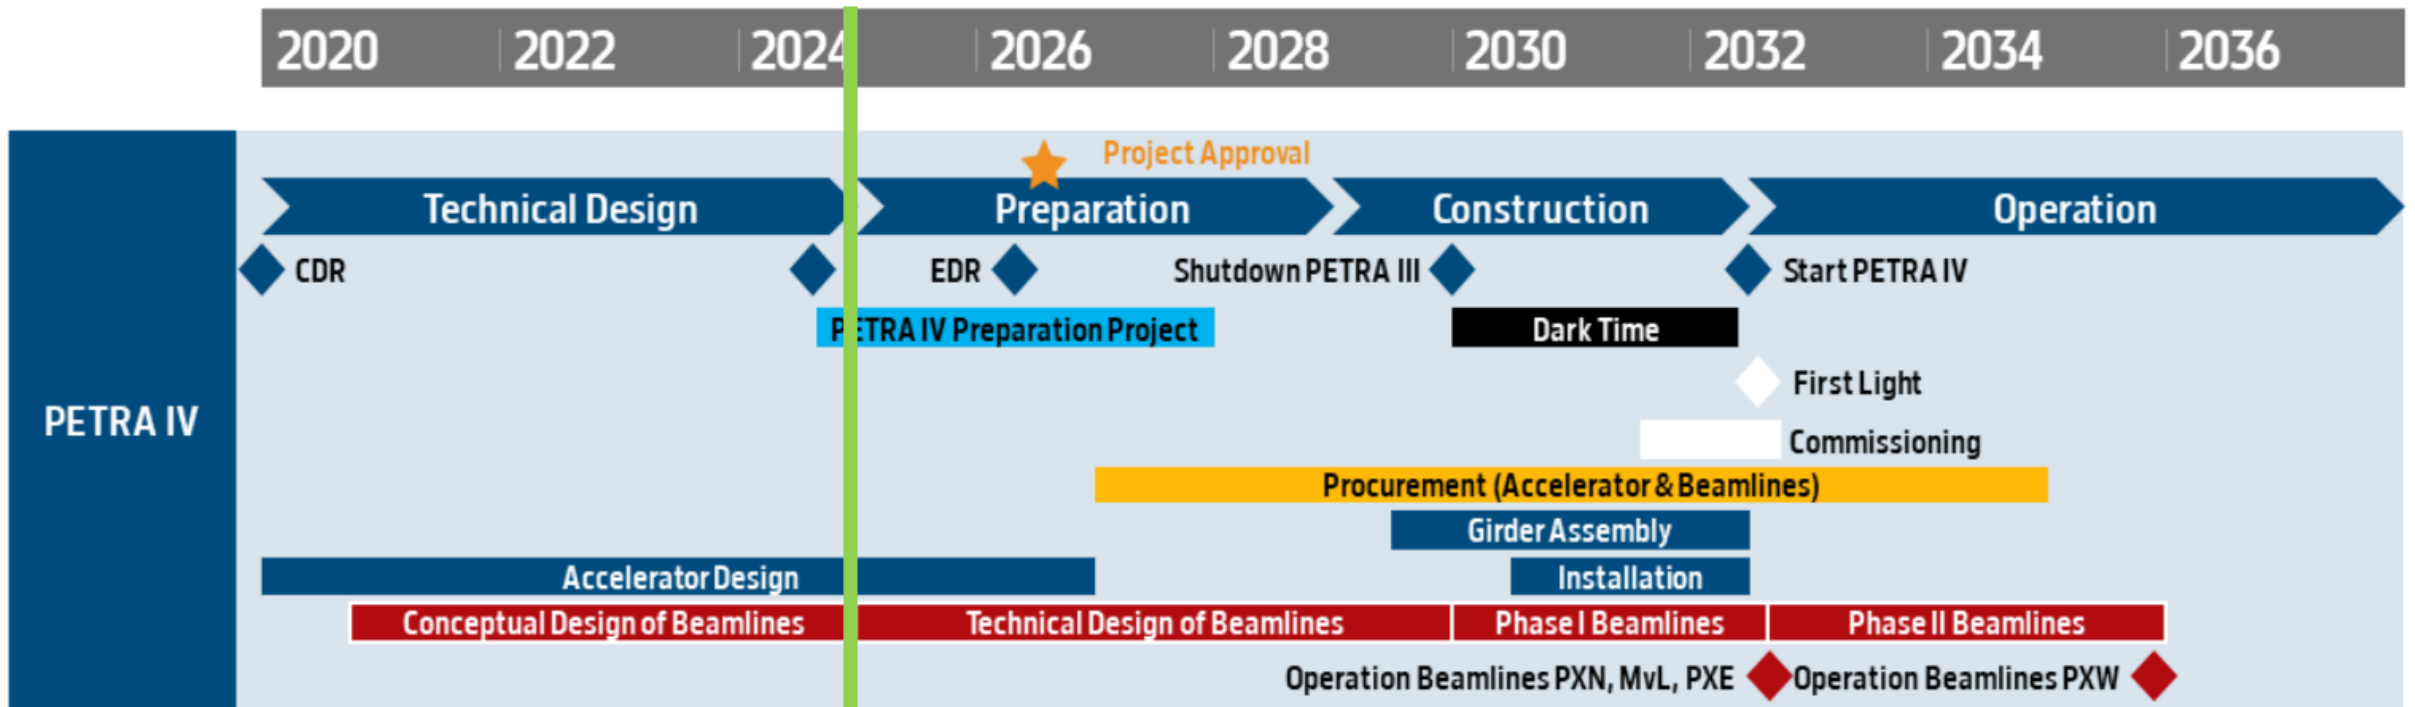 2020 2022 2024 2026 2028 2030 2032 2034 2036
Project Approval
Technical Design Preparation Construction Operation
CDR EDR Shutdown PETRA III Start PETRA IV
PETRA IV Preparation Project Dark Time
First Light
PETRA IV
Commissioning
Procurement (Accelerator & Beamlines)
Girder Assembly
Accelerator Design Installation
Conceptual Design of Beamlines Technical Design of Beamlines Phase I Beamlines Phase II Beamlines
Operation Beamlines PXN, MvL, PXE Operation Beamlines PXW